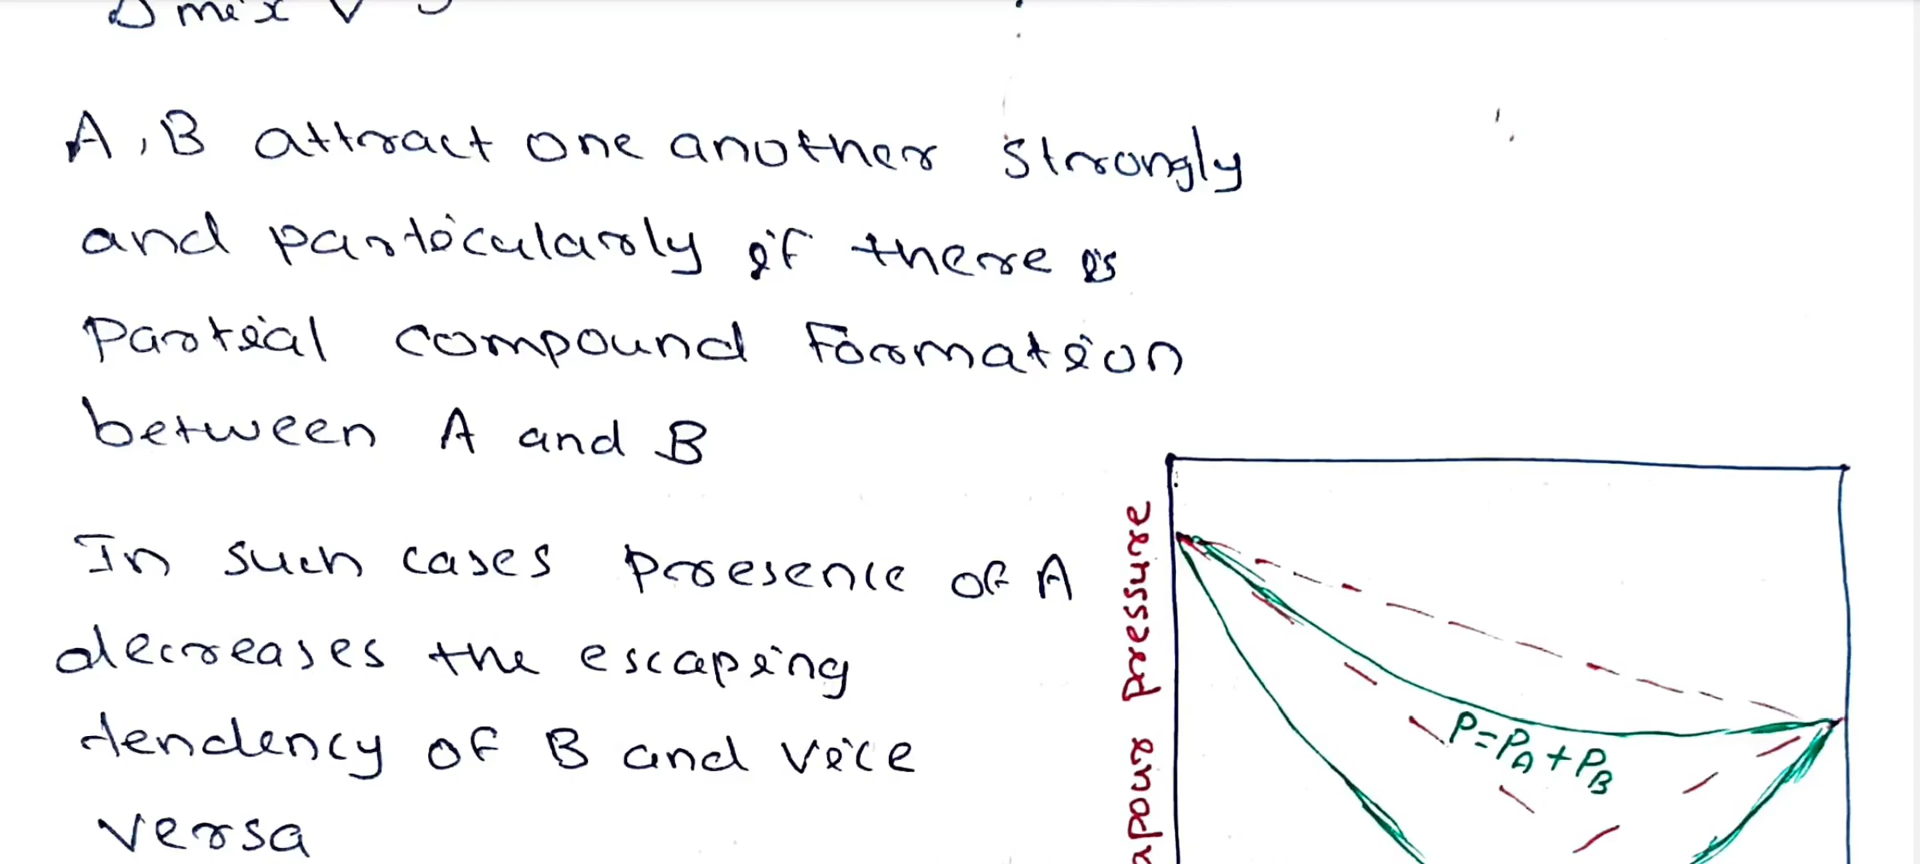 Δ mix V
A, B attract one another strongly
and particularly if there is
Partial compound Formation
between A and B
In such cases Presence of A
decreases the escaping
tendency of B and vice
versa
pressure
P=PA+PB